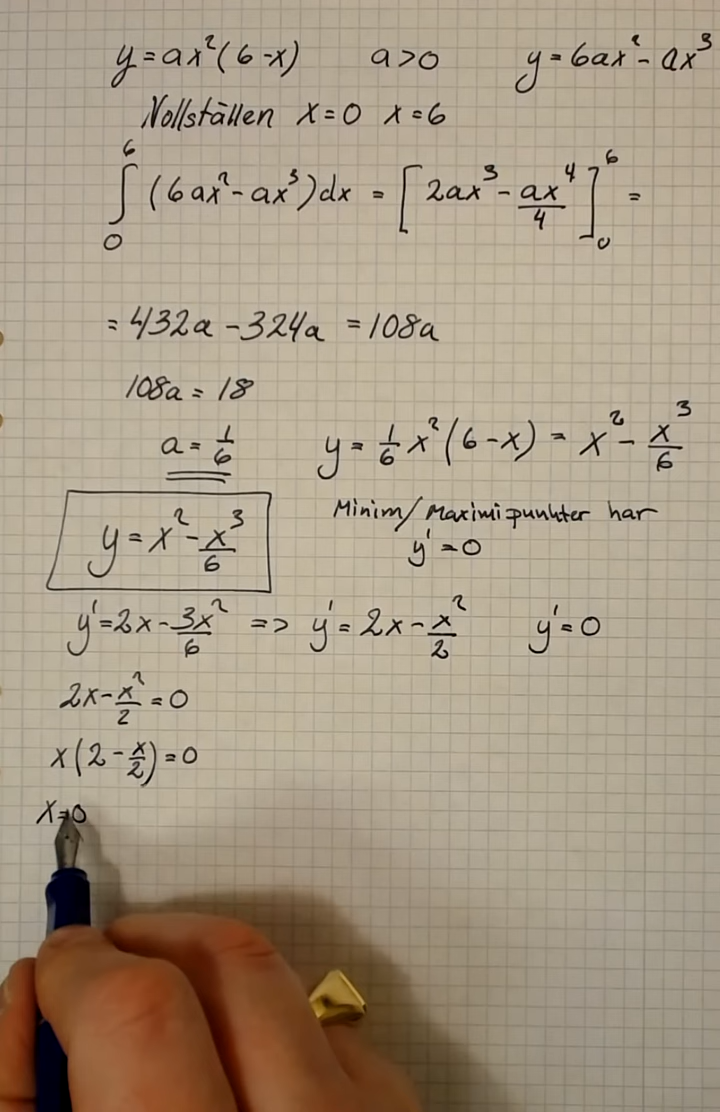 y = ax²(6-x) a>0 y = 6ax² - ax³
Nollställen x=0 x=6
∫₀⁶ (6ax² - ax³)dx = [2ax³ - ax⁴/4]₀⁶ =
= 432a - 324a = 108a
108a = 18
a = 1/6 y = 1/6 x²(6-x) = x² - x³/6
y = x² - x³/6 Minim/Maximipunkter har
y' = 0
y' = 2x - 3x²/6 => y' = 2x - x²/2 y' = 0
2x - x²/2 = 0
x(2 - x/2) = 0
x=0